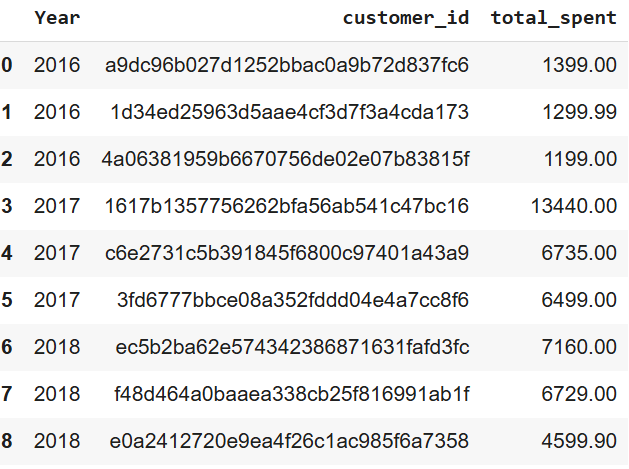 Year customer_id total_spent
0 2016 a9dc96b027d1252bbac0a9b72d837fc6 1399.00
1 2016 1d34ed25963d5aae4cf3d7f3a4cda173 1299.99
2 2016 4a06381959b6670756de02e07b83815f 1199.00
3 2017 1617b1357756262bfa56ab541c47bc16 13440.00
4 2017 c6e2731c5b391845f6800c97401a43a9 6735.00
5 2017 3fd6777bbce08a352fddd04e4a7cc8f6 6499.00
6 2018 ec5b2ba62e574342386871631fafd3fc 7160.00
7 2018 f48d464a0baaea338cb25f816991ab1f 6729.00
8 2018 e0a2412720e9ea4f26c1ac985f6a7358 4599.90